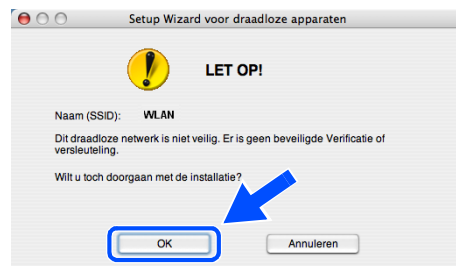 Setup Wizard voor draadloze apparaten
LET OP!
Naam (SSID): WLAN
Dit draadloze netwerk is niet veilig. Er is geen beveiligde Verificatie of
versleuteling.
Wilt u toch doorgaan met de installatie?
OK Annuleren